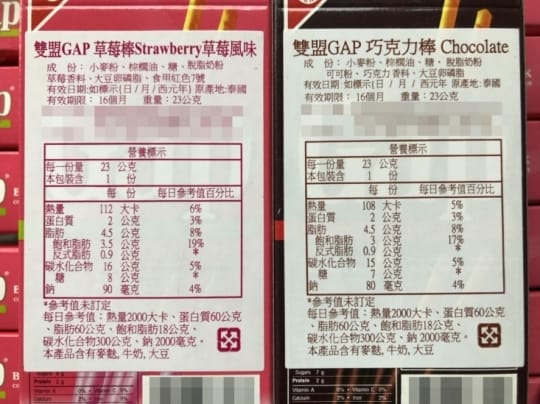 雙盟GAP 草莓棒Strawberry草莓風味
成 份： 小麥粉、棕櫚油、糖、脫脂奶粉
草莓香料、大豆卵磷脂、食用紅色7號
有效日期:如標示(日 / 月 / 西元年) 原產地:泰國
有效期限： 16個月 重量：23公克
營養標示
每一份量 23 公克
本包裝含 1 份
每 份 每日參考值百分比
熱量 112 大卡 6%
蛋白質 2 公克 3%
脂肪 4.5 公克 8%
飽和脂肪 3.5 公克 19%
反式脂肪 0.9 公克 *
碳水化合物 16 公克 5%
糖 8 公克 *
鈉 90 毫克 4%
*參考值未訂定
每日參考值：熱量2000大卡、蛋白質60公克
、脂肪60公克、飽和脂肪18公克、
碳水化合物300公克、鈉 2000毫克。
本產品含有麥麩, 牛奶, 大豆
雙盟GAP 巧克力棒 Chocolate
成 份： 小麥粉、棕櫚油、糖、脫脂奶粉
可可粉、巧克力 香料、大豆卵磷脂
有效日期:如標示(日 / 月 / 西元年) 原產地:泰國
有效期限： 16個月 重量：23公克
營養標示
每一份量 23 公克
本包裝含 1 份
每 份 每日參考值百分比
熱量 108 大卡 5%
蛋白質 2 公克 3%
脂肪 4.5 公克 8%
飽和脂肪 3 公克 17%
反式脂肪 0.9 公克 *
碳水化合物 15 公克 5%
糖 7 公克 *
鈉 80 毫克 4%
*參考值未訂定
每日參考值：熱量2000大卡、蛋白質60公克
、脂肪60公克、飽和脂肪18公克、
碳水化合物300公克、鈉 2000毫克。
本產品含有麥麩, 牛奶, 大豆
Protein 2 g
Vitamin A 0% • Vitamin C 0%
Calcium 2% • Iron
Sugars 7 g
Protein 2 g
Vitamin A 0% • Vitamin C 0%
Calcium 2% • Iron 2%